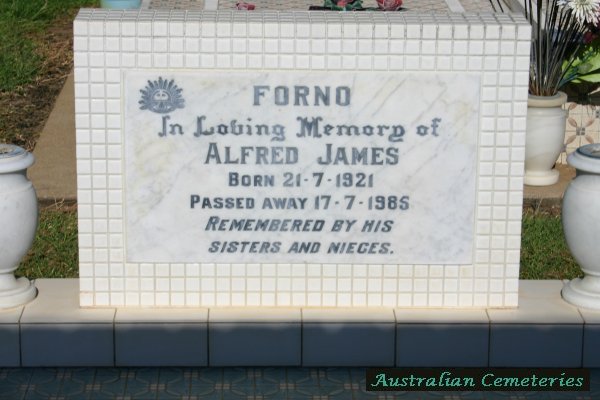 FORNO
In Loving Memory of
ALFRED JAMES
BORN 21-7-1921
PASSED AWAY 17-7-1985
REMEMBERED BY HIS
SISTERS AND NIECES.
Australian Cemeteries